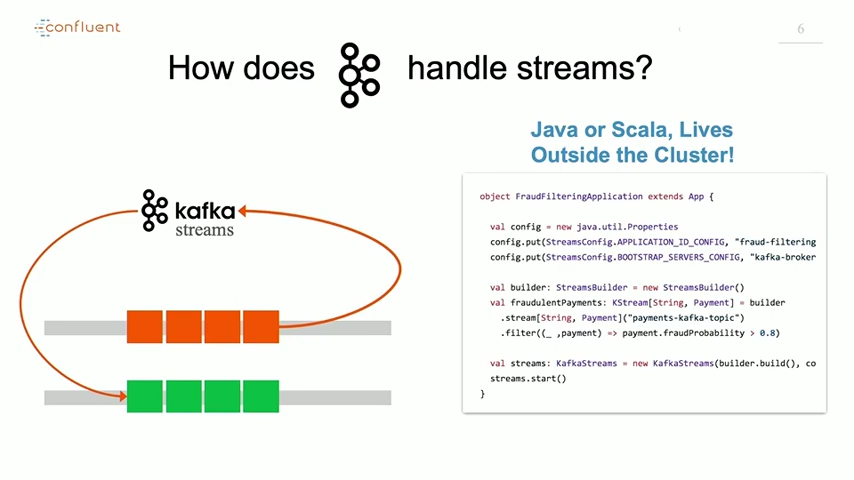 confluent
6
How does handle streams?
Java or Scala, Lives
Outside the Cluster!
kafka
streams
object FraudFilteringApplication extends App {
val config = new java.util.Properties
config.put(StreamsConfig.APPLICATION_ID_CONFIG, "fraud-filtering
config.put(StreamsConfig.BOOTSTRAP_SERVERS_CONFIG, "kafka-broker
val builder: StreamsBuilder = new StreamsBuilder()
val fraudulentPayments: KStream[String, Payment] = builder
.stream[String, Payment]("payments-kafka-topic")
.filter((_ ,payment) => payment.fraudProbability > 0.8)
val streams: KafkaStreams = new KafkaStreams(builder.build(), co
streams.start()
}